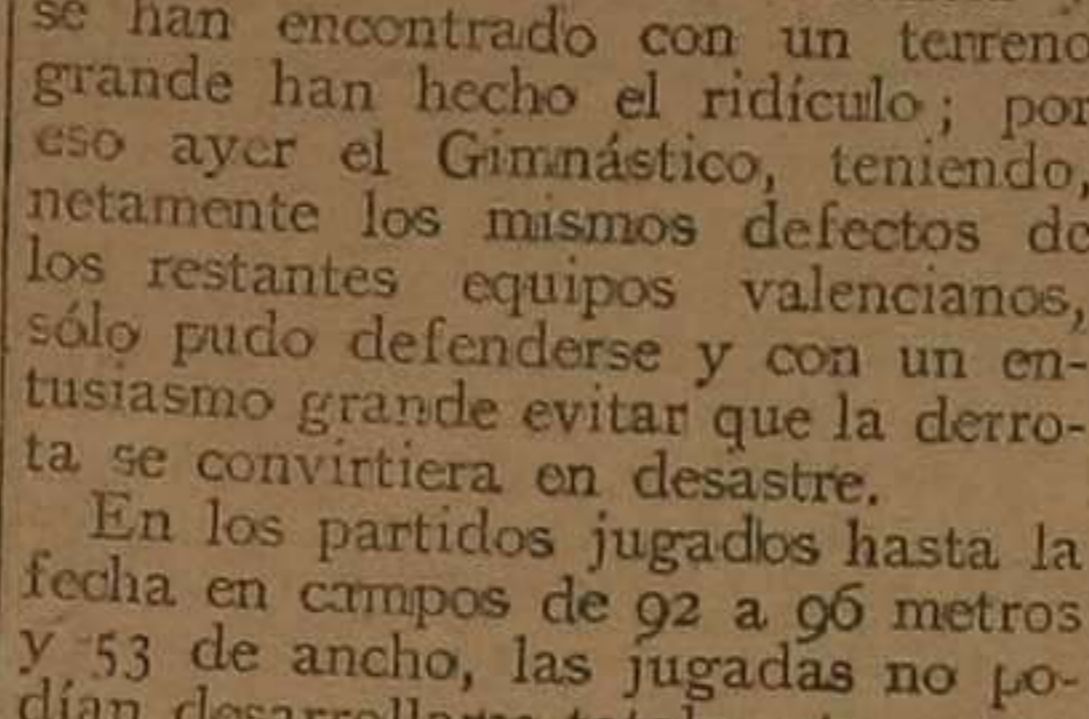 se han encontrado con un terreno
grande han hecho el ridículo; por
eso ayer el Gimnástico, teniendo,
netamente los mismos defectos de
los restantes equipos valencianos,
sólo pudo defenderse y con un en-
tusiasmo grande evitar que la derro-
ta se convirtiera en desastre.
En los partidos jugados hasta la
fecha en campos de 92 a 96 metros
y 53 de ancho, las jugadas no po-
dían desarrollarse